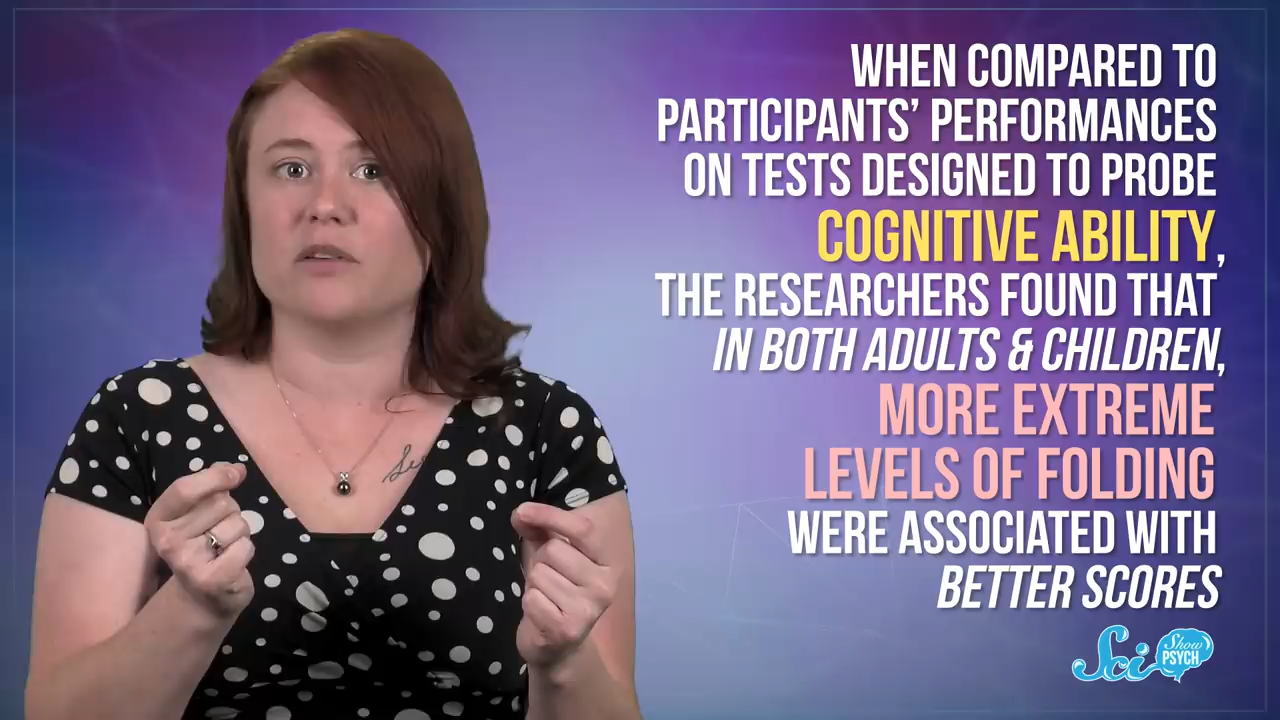 WHEN COMPARED TO
PARTICIPANTS' PERFORMANCES
ON TESTS DESIGNED TO PROBE
COGNITIVE ABILITY,
THE RESEARCHERS FOUND THAT
IN BOTH ADULTS & CHILDREN,
MORE EXTREME
LEVELS OF FOLDING
WERE ASSOCIATED WITH
BETTER SCORES
Sci Show
PSYCH